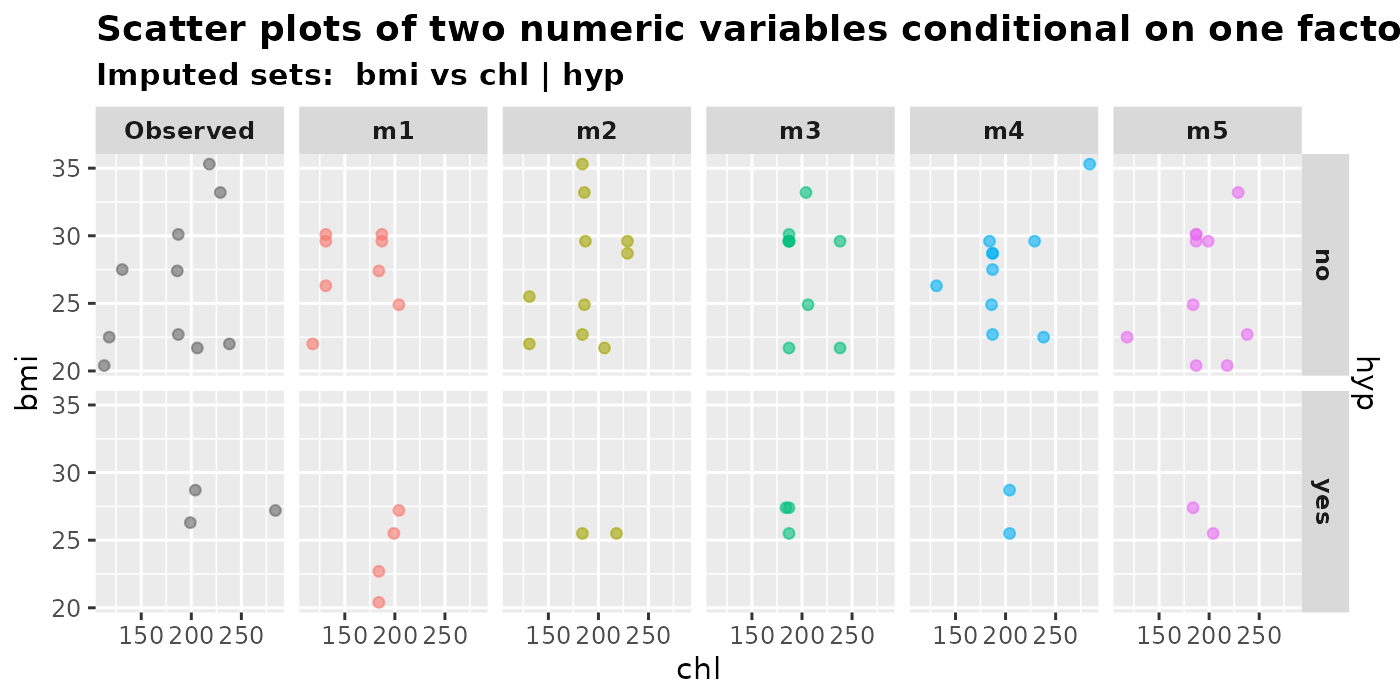 Scatter plots of two numeric variables conditional on one facto
Imputed sets:  bmi vs chl | hyp
Observed m1 m2 m3 m4 m5
35
30
25
20
no
bmi
hyp
35
30
25
20
yes
150 200 250 150 200 250 150 200 250 150 200 250 150 200 250 150 200 250
chl